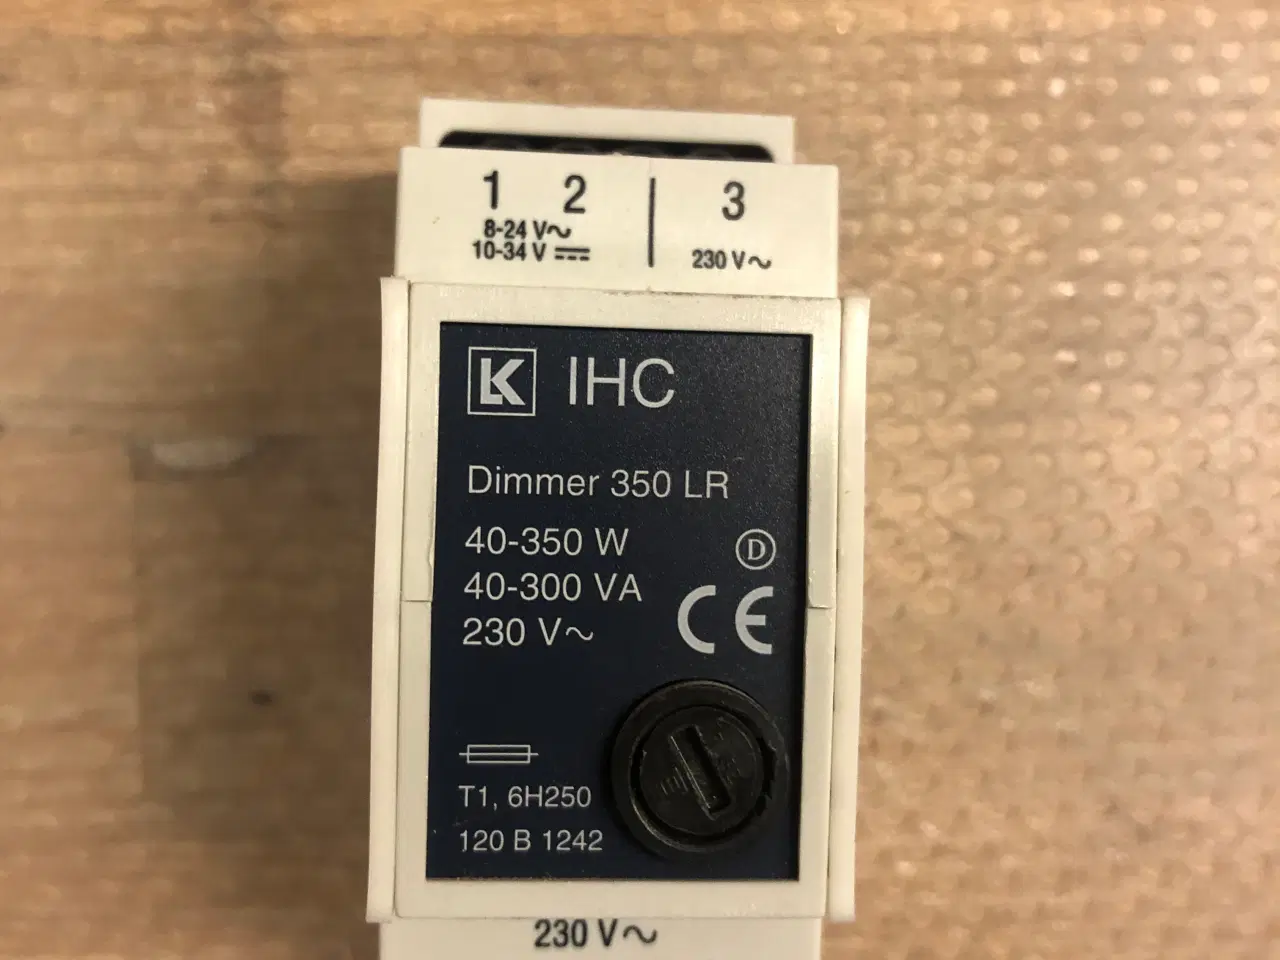 1 2 3
8-24 V~
10-34 V ⎓ 230 V~
LK IHC
Dimmer 350 LR
40-350 W D
40-300 VA CE
230 V~
T1, 6H250
120 B 1242
230 V~